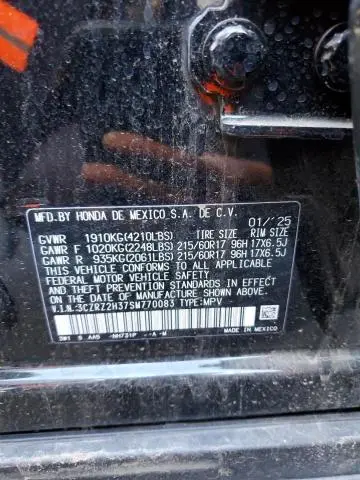 MFD.BY HONDA DE MEXICO S.A. DE C.V.
01/'25
GVWR 1910KG(4210LBS) TIRE SIZE RIM SIZE
GAWR F 1020KG(2248LBS) 215/60R17 96H 17X6.5J
GAWR R 935KG(2061LBS) 215/60R17 96H 17X6.5J
THIS VEHICLE CONFORMS TO ALL APPLICABLE
FEDERAL MOTOR VEHICLE SAFETY AND
THEFT PREVENTION STANDARDS IN EFFECT ON
THE DATE OF MANUFACTURE SHOWN ABOVE.
V.I.N.:3CZRZ2H37SM770083 TYPE:MPV
3W1 S AA5 NH731P --A-M
MADE IN MEXICO